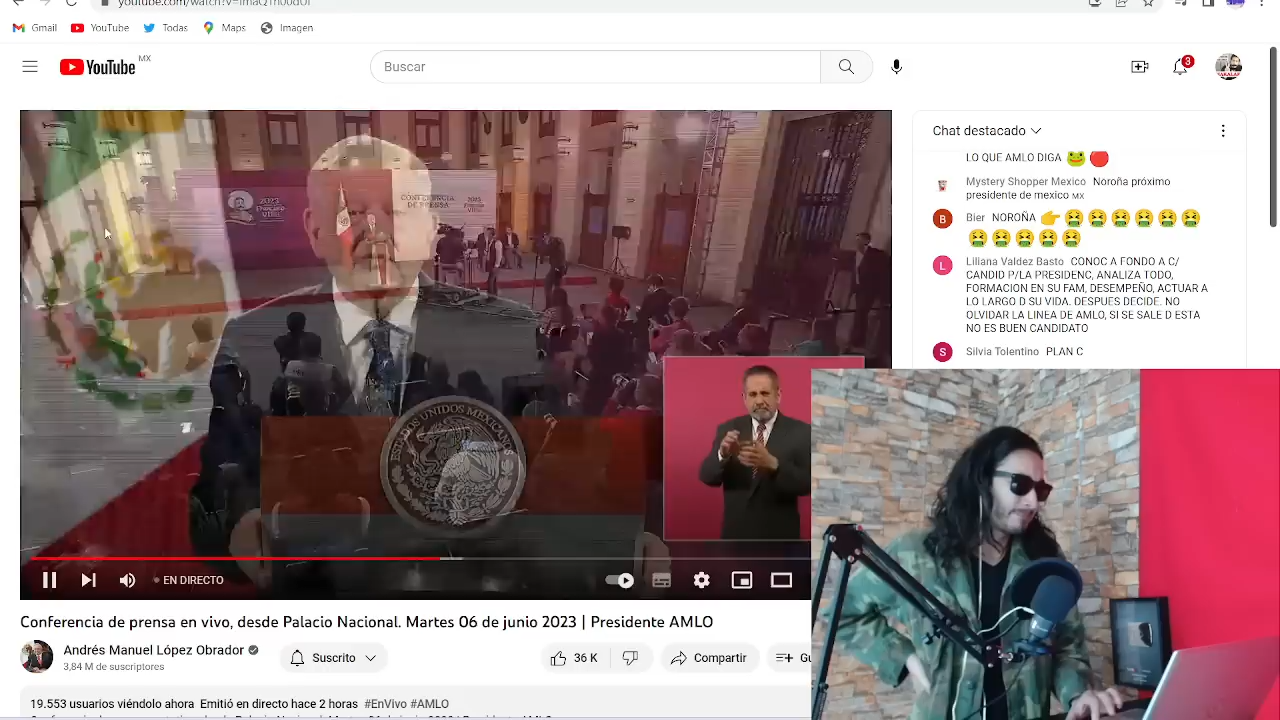 Gmail
YouTube
Todas
Maps
Imagen
YouTube MX
Buscar
3
Chat destacado
LO QUE AMLO DIGA 🐸 🔴
Mystery Shopper Mexico Noroña próximo
presidente de mexico MX
B
Bier NOROÑA 👉 🤮 🤮 🤮 🤮 🤮 🤮
🤮 🤮 🤮 🤮 🤮
L
Liliana Valdez Basto CONOC A FONDO A C/
CANDID P/LA PRESIDENC, ANALIZA TODO,
FORMACION EN SU FAM, DESEMPEÑO, ACTUAR A
LO LARGO D SU VIDA. DESPUES DECIDE. NO
OLVIDAR LA LINEA DE AMLO, SI SE SALE D ESTA
NO ES BUEN CANDIDATO
S
Silvia Tolentino PLAN C
2023
CONFERENCIA
DE PRENSA
2023
ESTADOS UNIDOS MEXICANOS
EN DIRECTO
Conferencia de prensa en vivo, desde Palacio Nacional. Martes 06 de junio 2023 | Presidente AMLO
Andrés Manuel López Obrador
3,84 M de suscriptores
Suscrito
36 K
Compartir
19.553 usuarios viéndolo ahora Emitió en directo hace 2 horas #EnVivo #AMLO